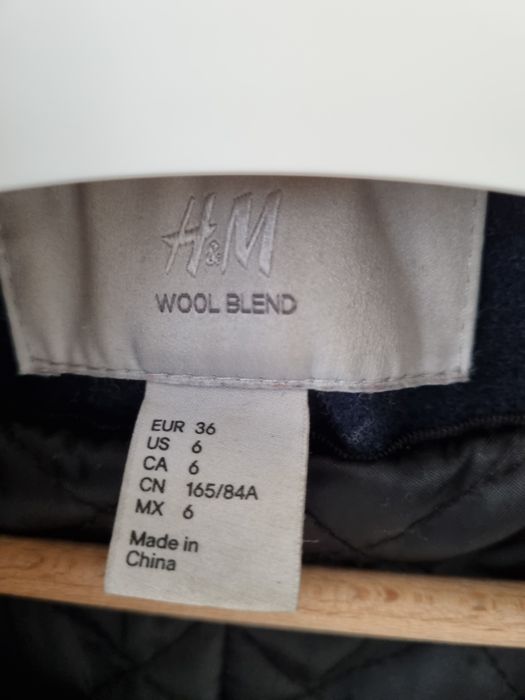 H&M
WOOL BLEND
EUR 36
US 6
CA 6
CN 165/84A
MX 6
Made in
China